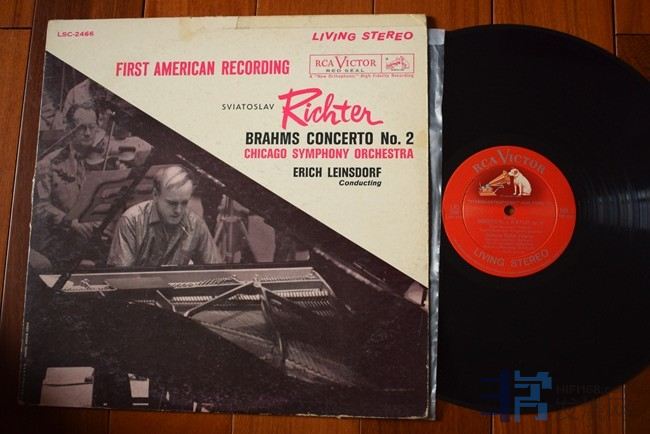 LSC-2466
LIVING STEREO
FIRST AMERICAN RECORDING
RCA VICTOR
RED SEAL
A "New Orthophonic" High Fidelity Recording
SVIATOSLAV
Richter
BRAHMS CONCERTO No. 2
CHICAGO SYMPHONY ORCHESTRA
ERICH LEINSDORF
Conducting
RCA VICTOR
LIVING STEREO